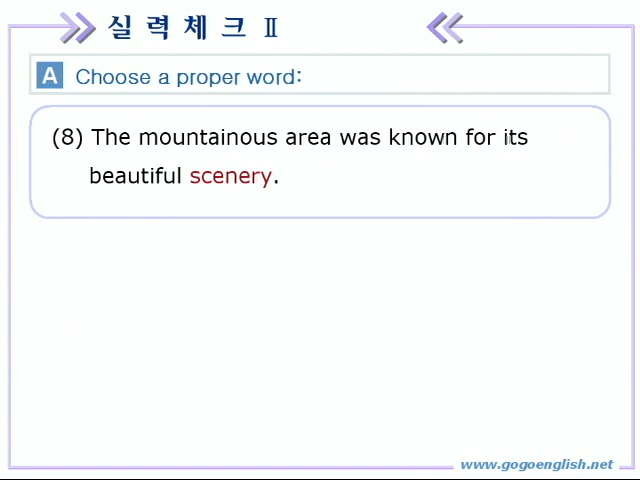 실 력 체 크 Ⅱ
A Choose a proper word:
(8) The mountainous area was known for its
beautiful scenery.
www.gogoenglish.net